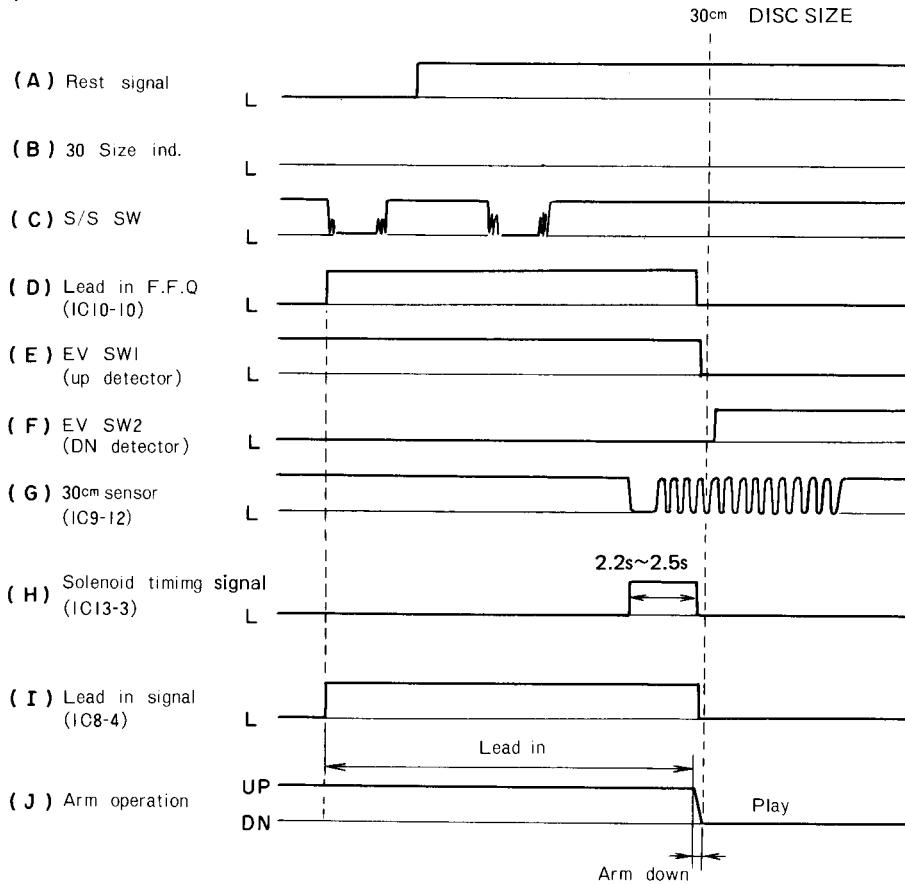 30cm DISC SIZE
(A) Rest signal
L
(B) 30 Size ind.
L
(C) S/S SW
L
(D) Lead in F.F.Q
(IC10-10)
L
(E) EV SW1
(up detector)
L
(F) EV SW2
(DN detector)
L
(G) 30cm sensor
(IC9-12)
L
2.2s~2.5s
(H) Solenoid timimg signal
(IC13-3)
L
(I) Lead in signal
(IC8-4)
L
Lead in
(J) Arm operation
UP
DN
Play
Arm down